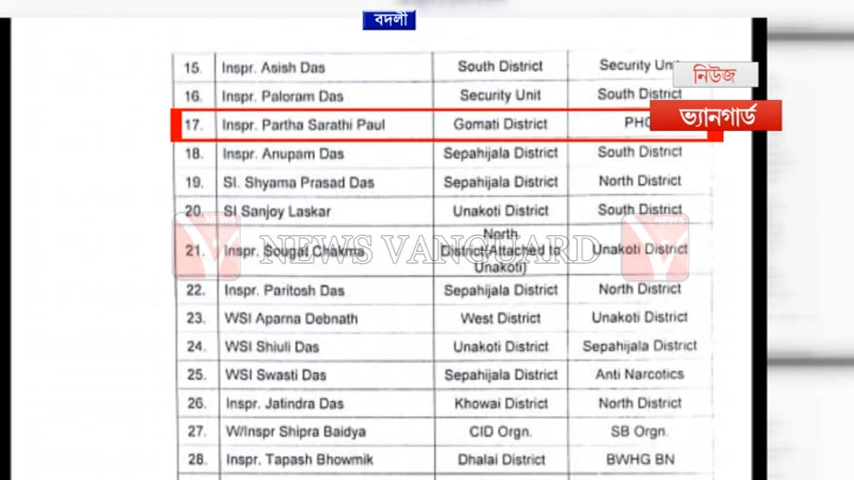 বদলী
15. Inspr. Asish Das South District Security Unit
নিউজ
16. Inspr. Paloram Das Security Unit South District
17. Inspr. Partha Sarathi Paul Gomati District
ভ্যানগার্ড
18. Inspr. Anupam Das Sepahijala District South District
19. SI. Shyama Prasad Das Sepahijala District North District
20. SI Sanjoy Laskar Unakoti District South District
21. Inspr. Sougat Chakma North District(Attached to Unakoti) Unakoti District
NEWS VANGUARD
22. Inspr. Paritosh Das Sepahijala District North District
23. WSI Aparna Debnath West District Unakoti District
24. WSI Shiuli Das Unakoti District Sepahijala District
25. WSI Swasti Das Sepahijala District Anti Narcotics
26. Inspr. Jatindra Das Khowai District North District
27. W/Inspr Shipra Baidya CID Orgn. SB Orgn.
28. Inspr. Tapash Bhowmik Dhalai District BWHG BN